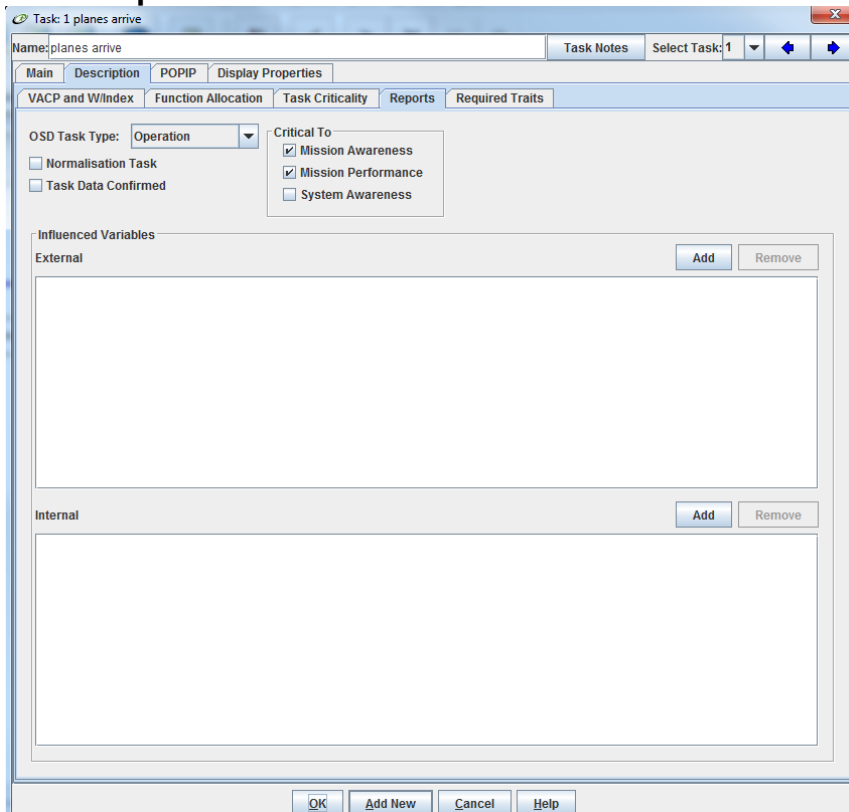 Task: 1 planes arrive
Name: planes arrive Task Notes Select Task: 1
Main Description POPIP Display Properties
VACP and W/Index Function Allocation Task Criticality Reports Required Traits
OSD Task Type: Operation
Normalisation Task
Task Data Confirmed
Critical To
Mission Awareness
Mission Performance
System Awareness
Influenced Variables
External Add Remove
Internal Add Remove
OK Add New Cancel Help